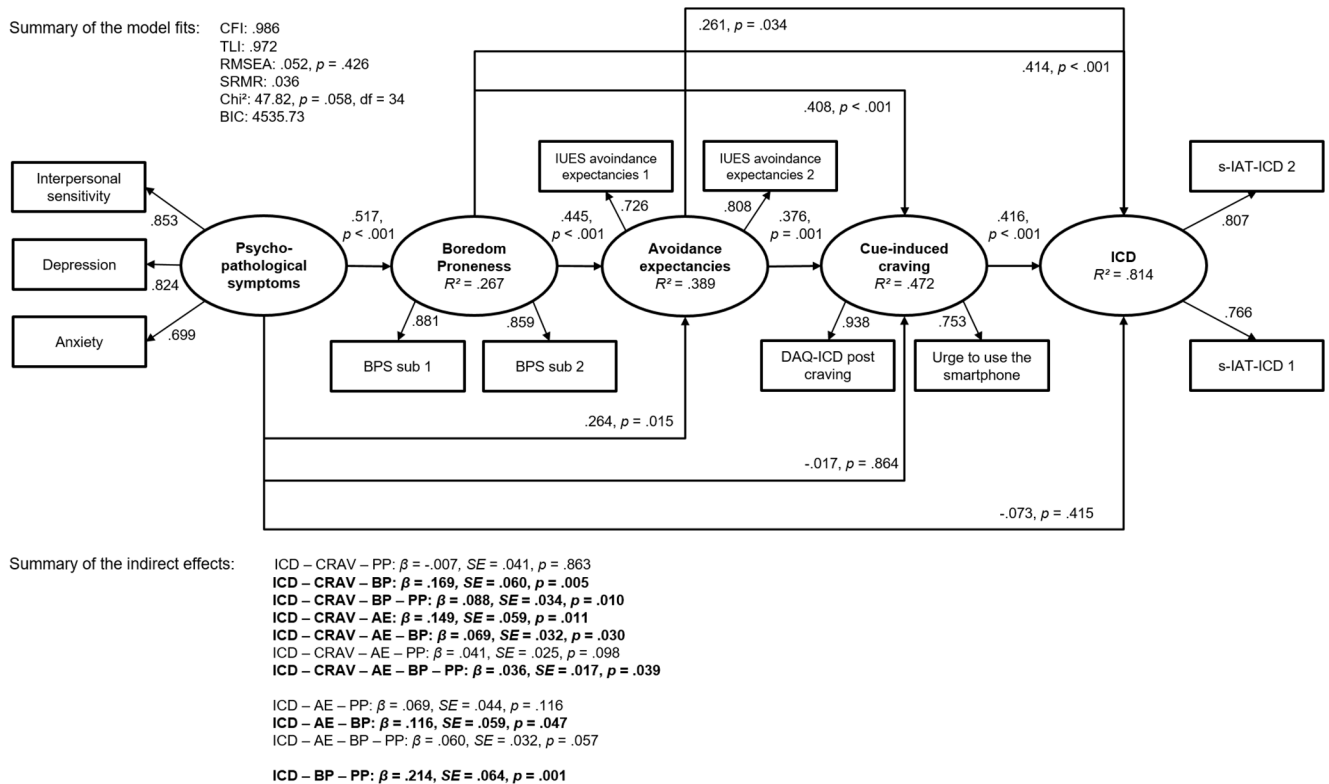 Summary of the model fits:
CFI: .986
TLI: .972
RMSEA: .052, p = .426
SRMR: .036
Chi²: 47.82, p = .058, df = 34
BIC: 4535.73
.261, p = .034
.414, p < .001
.408, p < .001
Interpersonal
sensitivity
Depression
Anxiety
.853
.824
.699
Psycho-
pathological
symptoms
.517,
p < .001
Boredom
Proneness
R² = .267
.881
.859
BPS sub 1
BPS sub 2
.445,
p < .001
IUES avoindance
expectancies 1
IUES avoindance
expectancies 2
.726
.808
Avoidance
expectancies
R² = .389
.376,
p = .001
Cue-induced
craving
R² = .472
.938
.753
DAQ-ICD post
craving
Urge to use the
smartphone
.416,
p < .001
ICD
R² = .814
s-IAT-ICD 2
.807
.766
s-IAT-ICD 1
.264, p = .015
-.017, p = .864
-.073, p = .415
Summary of the indirect effects:
ICD – CRAV – PP: β = -.007, SE = .041, p = .863
ICD – CRAV – BP: β = .169, SE = .060, p = .005
ICD – CRAV – BP – PP: β = .088, SE = .034, p = .010
ICD – CRAV – AE: β = .149, SE = .059, p = .011
ICD – CRAV – AE – BP: β = .069, SE = .032, p = .030
ICD – CRAV – AE – PP: β = .041, SE = .025, p = .098
ICD – CRAV – AE – BP – PP: β = .036, SE = .017, p = .039
ICD – AE – PP: β = .069, SE = .044, p = .116
ICD – AE – BP: β = .116, SE = .059, p = .047
ICD – AE – BP – PP: β = .060, SE = .032, p = .057
ICD – BP – PP: β = .214, SE = .064, p = .001